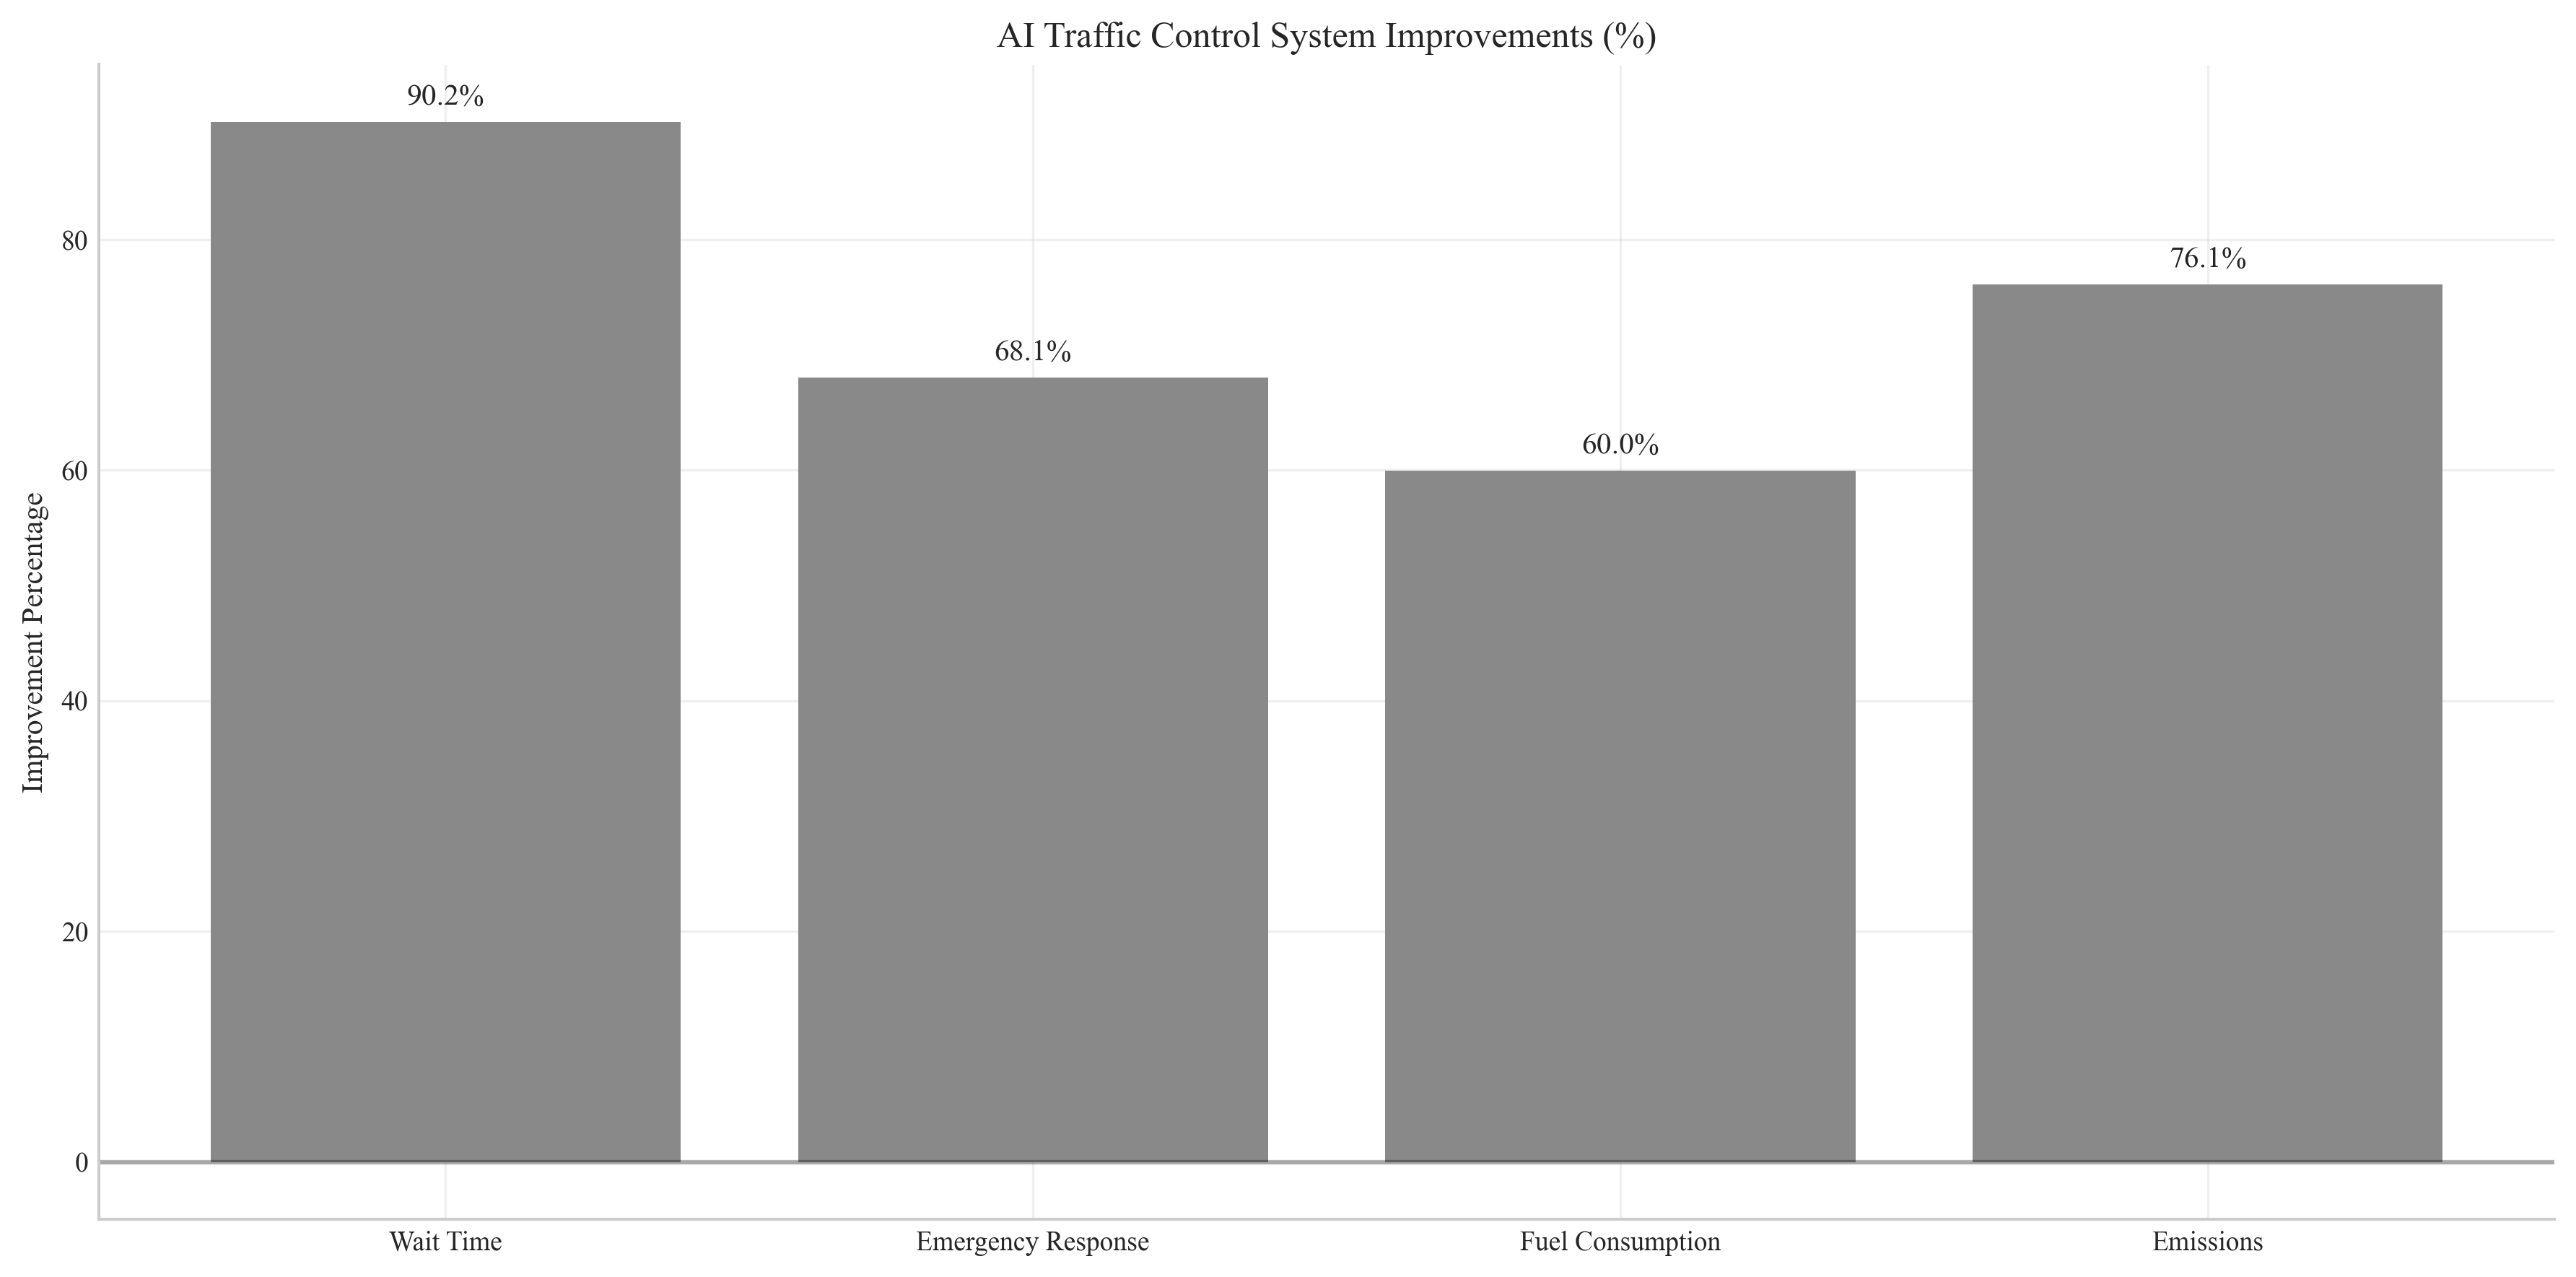 AI Traffic Control System Improvements (%)
90.2%
68.1%
60.0%
76.1%
Improvement Percentage
80
60
40
20
0
Wait Time
Emergency Response
Fuel Consumption
Emissions